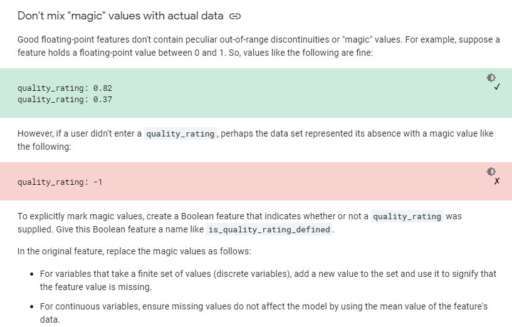 Don't mix "magic" values with actual data
Good floating-point features don't contain peculiar out-of-range discontinuities or "magic" values. For example, suppose a
feature holds a floating-point value between 0 and 1. So, values like the following are fine:
quality_rating: 0.82
quality_rating: 0.37
However, if a user didn't enter a quality_rating, perhaps the data set represented its absence with a magic value like
the following:
quality_rating: -1
To explicitly mark magic values, create a Boolean feature that indicates whether or not a quality_rating was
supplied. Give this Boolean feature a name like is_quality_rating_defined.
In the original feature, replace the magic values as follows:
• For variables that take a finite set of values (discrete variables), add a new value to the set and use it to signify that
the feature value is missing.
• For continuous variables, ensure missing values do not affect the model by using the mean value of the feature's
data.